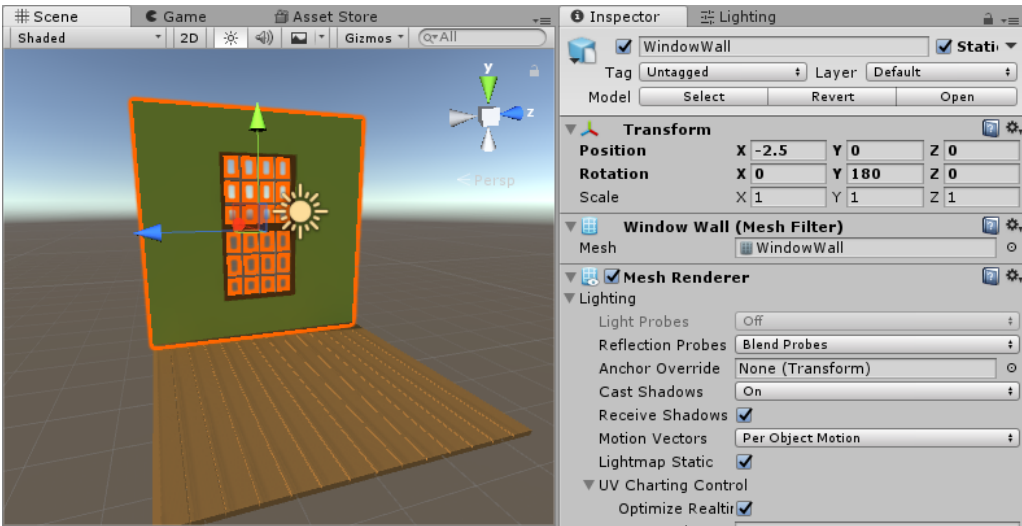 Scene Game Asset Store
Shaded 2D Gizmos Q▾All
y
z
Persp
Inspector Lighting
WindowWall Stati
Tag Untagged Layer Default
Model Select Revert Open
Transform
Position X -2.5 Y 0 Z 0
Rotation X 0 Y 180 Z 0
Scale X 1 Y 1 Z 1
Window Wall (Mesh Filter)
Mesh WindowWall
Mesh Renderer
Lighting
Light Probes Off
Reflection Probes Blend Probes
Anchor Override None (Transform)
Cast Shadows On
Receive Shadows
Motion Vectors Per Object Motion
Lightmap Static
UV Charting Control
Optimize Realtir